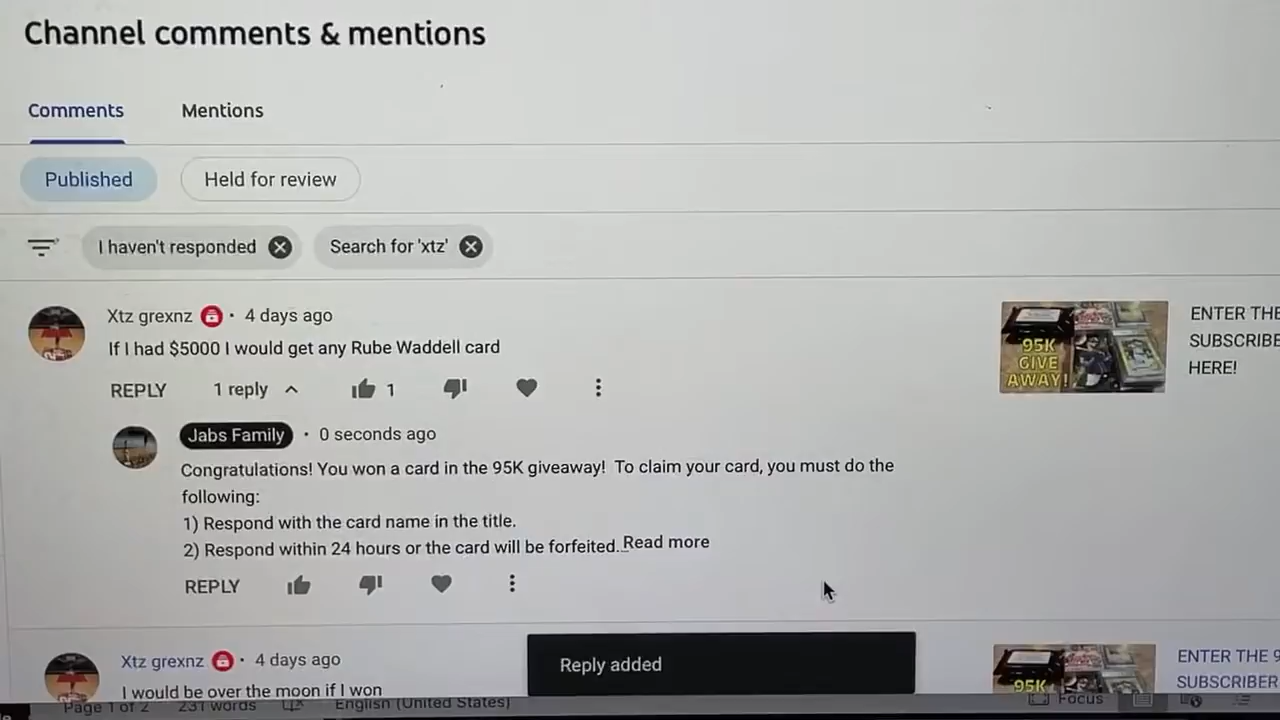 Channel comments & mentions
Comments
Mentions
Published
Held for review
I haven't responded
Search for 'xtz'
Xtz grexnz · 4 days ago
If I had $5000 I would get any Rube Waddell card
REPLY 1 reply 1
95K
GIVE
AWAY!
ENTER THE
SUBSCRIBE
HERE!
Jabs Family · 0 seconds ago
Congratulations! You won a card in the 95K giveaway! To claim your card, you must do the
following:
1) Respond with the card name in the title.
2) Respond within 24 hours or the card will be forfeited... Read more
REPLY
Xtz grexnz · 4 days ago
I would be over the moon if I won
Reply added
95K
ENTER THE 9
SUBSCRIBER
Page 1 of 2 231 words English (United States) Focus